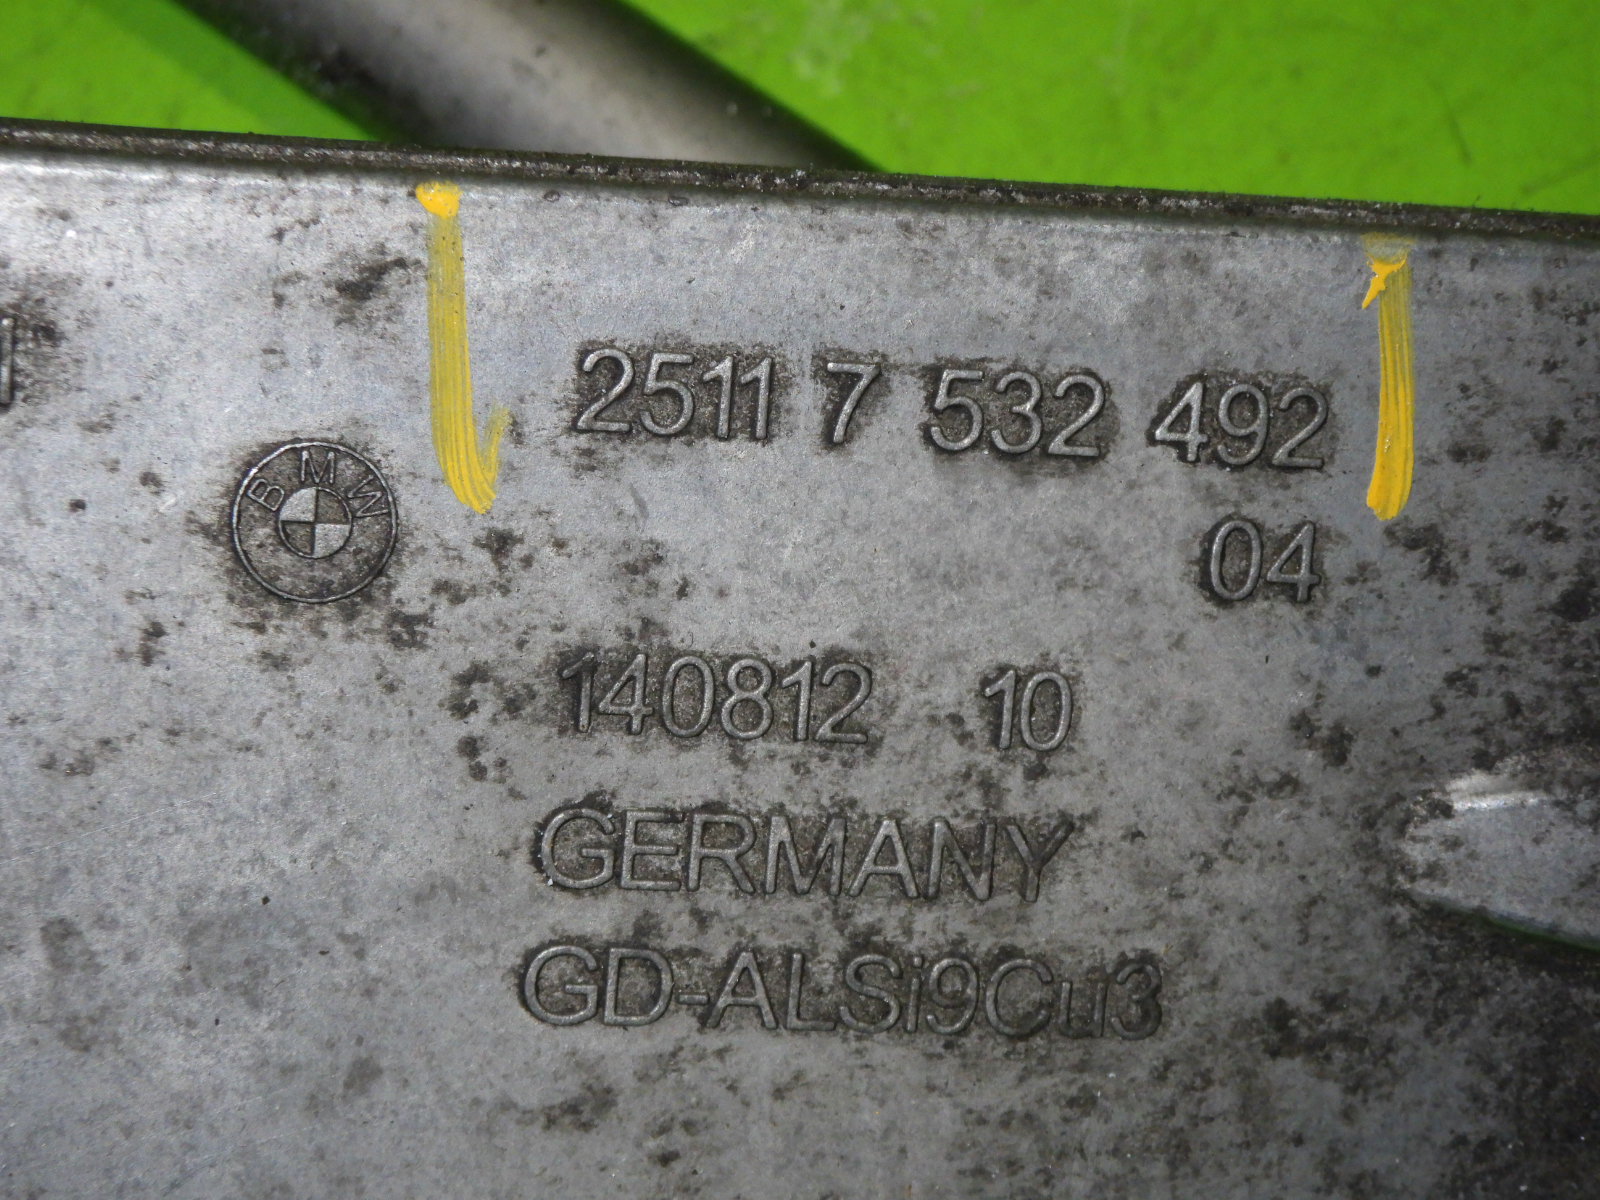 2511 7 532 492
BMW
04
140812 10
GERMANY
GD-ALSi9Cu3